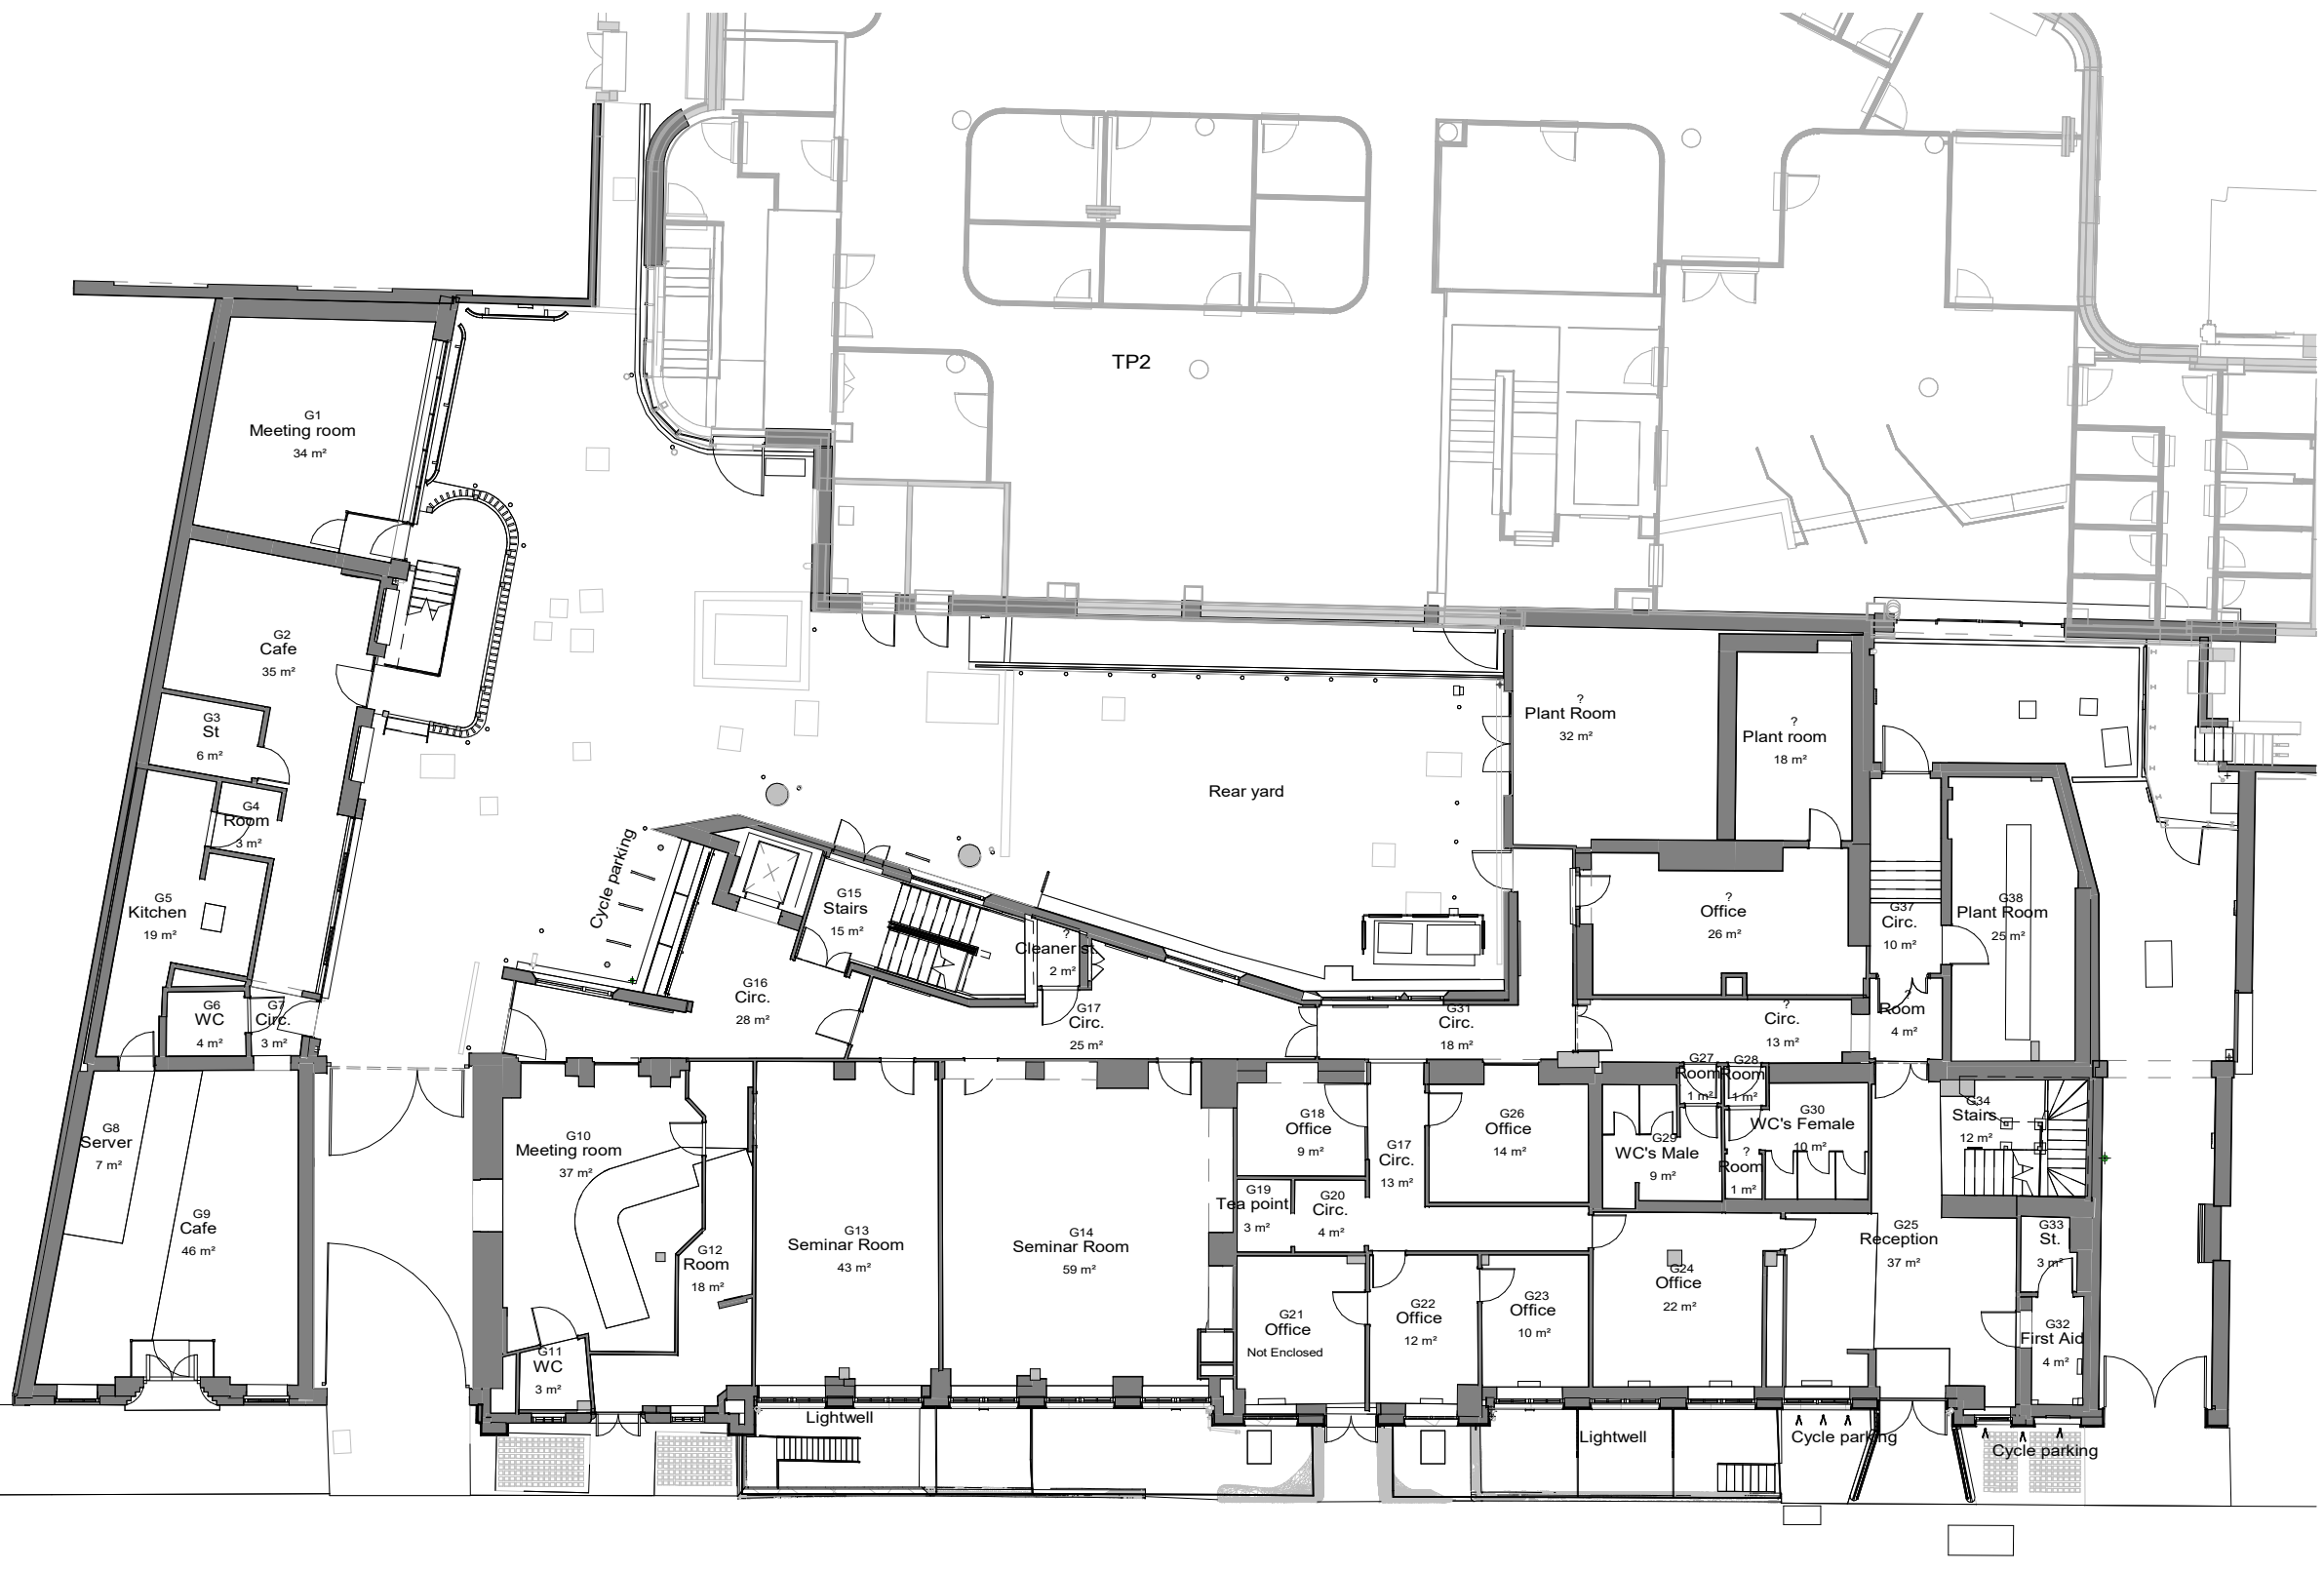 TP2
G1
Meeting room
34 m²
G2
Cafe
35 m²
G3
St
6 m²
G4
Room
3 m²
G5
Kitchen
19 m²
G6
WC
4 m²
G7
Circ.
3 m²
G8
Server
7 m²
G9
Cafe
46 m²
Cycle parking
Rear yard
G15
Stairs
15 m²
?
Cleaner st.
2 m²
G16
Circ.
28 m²
G17
Circ.
25 m²
G31
Circ.
18 m²
?
Plant Room
32 m²
?
Plant room
18 m²
?
Office
26 m²
G37
Circ.
10 m²
G38
Plant Room
25 m²
?
Circ.
13 m²
?
Room
4 m²
G10
Meeting room
37 m²
G11
WC
3 m²
G12
Room
18 m²
G13
Seminar Room
43 m²
G14
Seminar Room
59 m²
G18
Office
9 m²
G17
Circ.
13 m²
G19
Tea point
3 m²
G20
Circ.
4 m²
G21
Office
Not Enclosed
G22
Office
12 m²
G23
Office
10 m²
G26
Office
14 m²
G27
Room
1 m²
G28
Room
1 m²
G29
WC's Male
9 m²
G30
WC's Female
10 m²
?
Room
1 m²
G24
Office
22 m²
G34
Stairs
12 m²
G25
Reception
37 m²
G33
St.
3 m²
G32
First Aid
4 m²
Lightwell
Lightwell
Cycle parking
Cycle parking